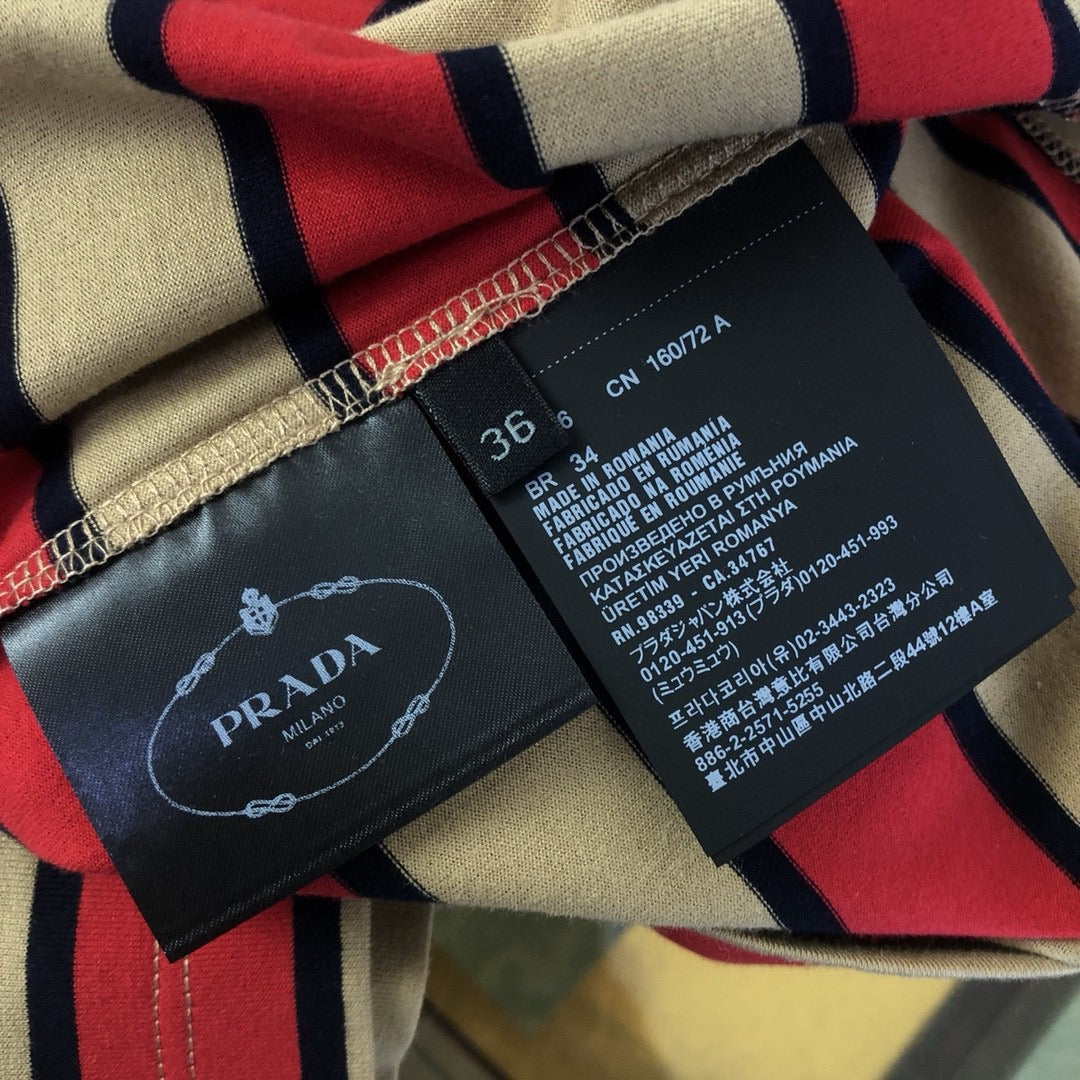 PRADA
MILANO
DAL 1913
36
6
CN 160/72 A
BR 34
MADE IN ROMANIA
FABRICADO EN RUMANÍA
FABRICADO NA ROMÉNIA
FABRIQUÉ EN ROUMANIE
ПРОИЗВЕДЕНО В РУМЪНИЯ
ΚΑΤΑΣΚΕΥΑΖΕΤΑΙ ΣΤΗ ΡΟΥΜΑΝΙΑ
ÜRETİM YERİ ROMANYA
RN.98339 - CA.34767
プラダジャパン株式会社
0120-451-913 (プラダ)0120-451-993
(ミュウミュウ)
프라다코리아(유)02-3443-2323
香港商台灣意比有限公司台灣分公司
886-2-2571-5255
臺北市中山區中山北路二段44號12樓A室